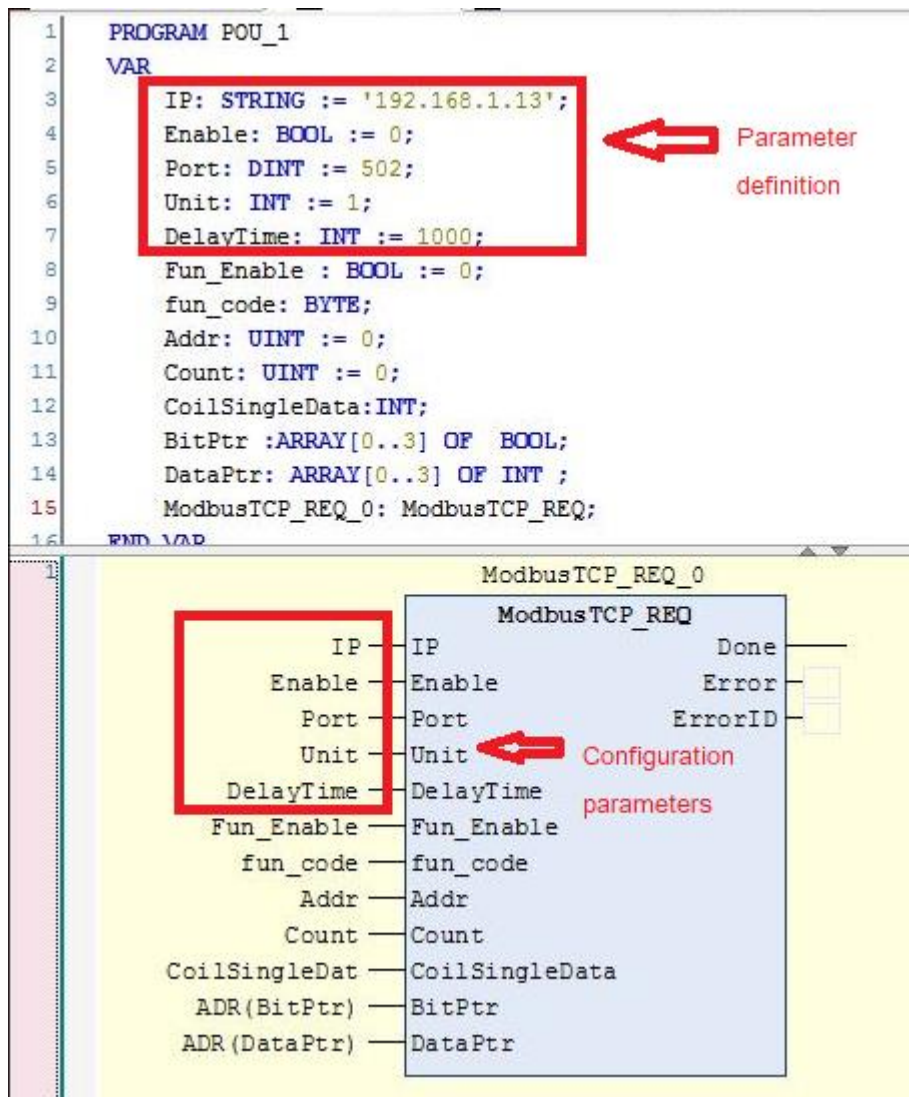 1 PROGRAM POU_1
2 VAR
3 IP: STRING := '192.168.1.13';
4 Enable: BOOL := 0;
5 Port: DINT := 502;
6 Unit: INT := 1;
7 DelayTime: INT := 1000;
8 Fun_Enable : BOOL := 0;
9 fun_code: BYTE;
10 Addr: UINT := 0;
11 Count: UINT := 0;
12 CoilSingleData:INT;
13 BitPtr :ARRAY[0..3] OF BOOL;
14 DataPtr: ARRAY[0..3] OF INT ;
15 ModbusTCP_REQ_0: ModbusTCP_REQ;
16 END_VAR
Parameter
definition
1 ModbusTCP_REQ_0
ModbusTCP_REQ
IP IP Done
Enable Enable Error
Port Port ErrorID
Unit Unit
DelayTime DelayTime
Fun_Enable Fun_Enable
fun_code fun_code
Addr Addr
Count Count
CoilSingleDat CoilSingleData
ADR(BitPtr) BitPtr
ADR(DataPtr) DataPtr
Configuration
parameters